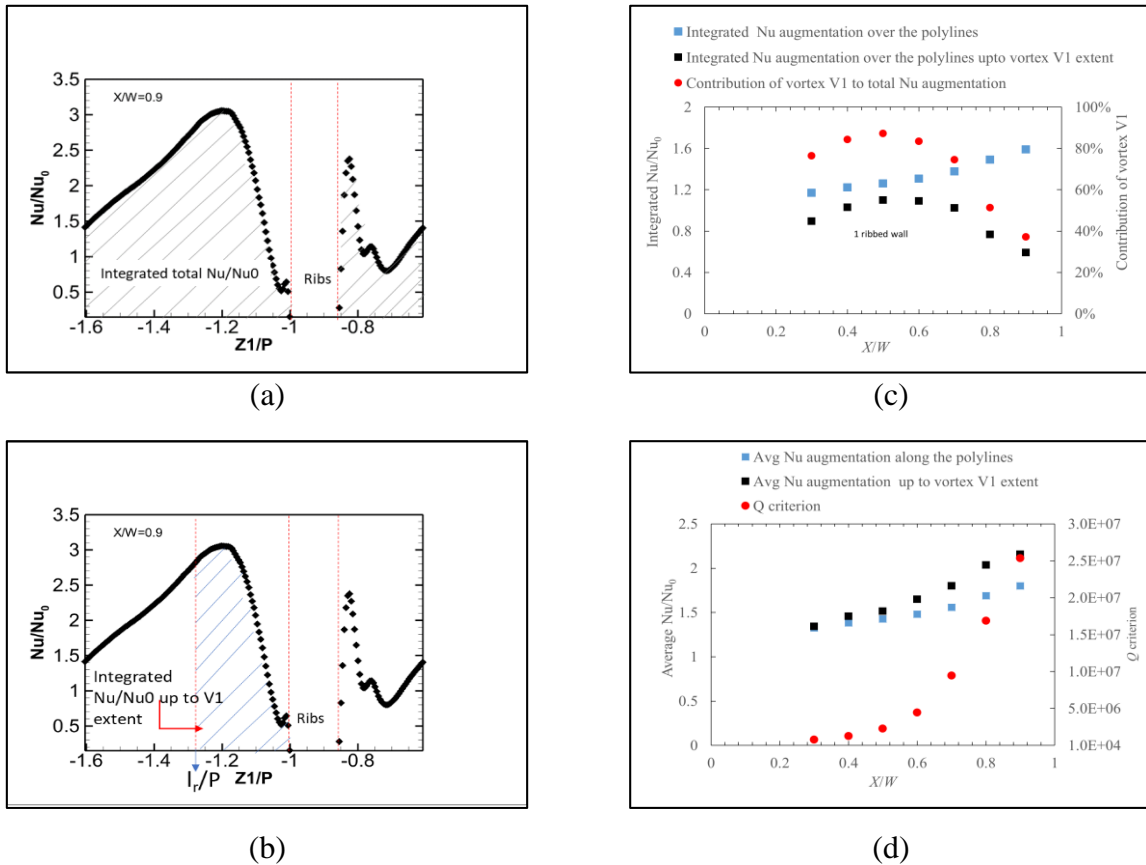 3.5
3
2.5
2
1.5
1
0.5
Nu/Nu0
X/W=0.9
Integrated total Nu/Nu0
Ribs
-1.6 -1.4 -1.2 -1 -0.8
Z1/P
(a)
Integrated Nu augmentation over the polylines
Integrated Nu augmentation over the polylines upto vortex V1 extent
Contribution of vortex V1 to total Nu augmentation
2
1.6
1.2
0.8
0.4
0
Integrated Nu/Nu0
1 ribbed wall
100%
80%
60%
40%
20%
0%
Contribution of vortex V1
0 0.2 0.4 0.6 0.8 1
X/W
(c)
3.5
3
2.5
2
1.5
1
0.5
Nu/Nu0
X/W=0.9
Integrated
Nu/Nu0 up to V1
extent
Ribs
-1.6 -1.4 -1.2 -1 -0.8
lr/P
Z1/P
(b)
Avg Nu augmentation along the polylines
Avg Nu augmentation up to vortex V1 extent
Q criterion
2.5
2
1.5
1
0.5
0
Average Nu/Nu0
3.0E+07
2.5E+07
2.0E+07
1.5E+07
1.0E+07
5.0E+06
1.0E+04
Q criterion
0 0.2 0.4 0.6 0.8 1
X/W
(d)